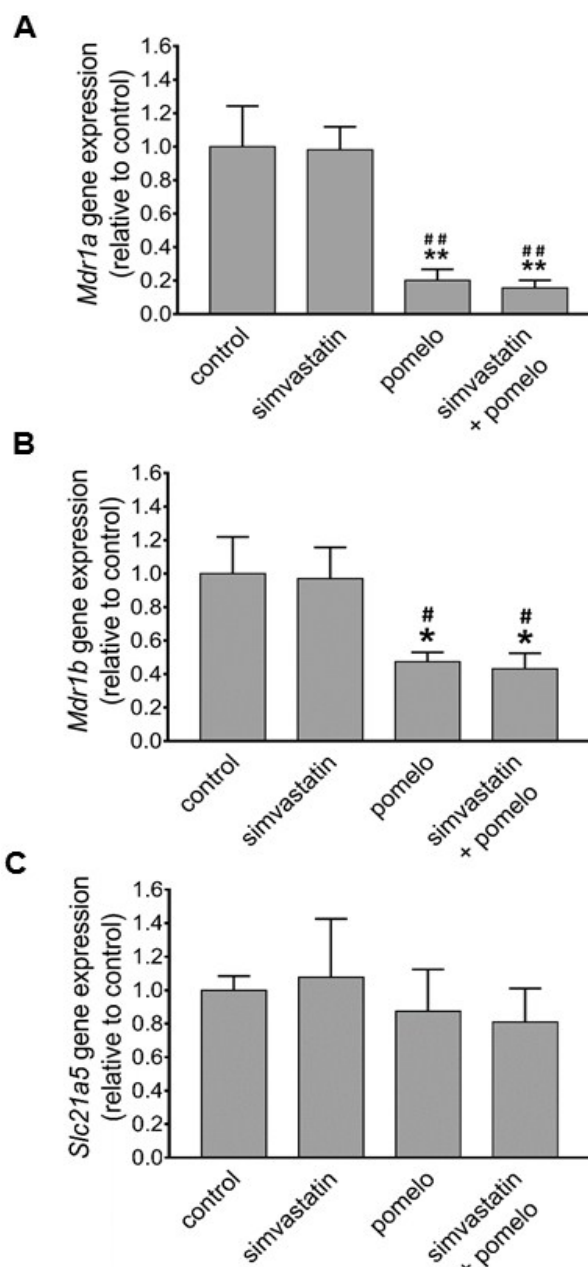 A
Mdr1a gene expression
(relative to control)
1.6
1.4
1.2
1.0
0.8
0.6
0.4
0.2
0.0
##
**
##
**
control
simvastatin
pomelo
simvastatin
+ pomelo
B
Mdr1b gene expression
(relative to control)
1.6
1.4
1.2
1.0
0.8
0.6
0.4
0.2
0.0
#
*
#
*
control
simvastatin
pomelo
simvastatin
+ pomelo
C
Slc21a5 gene expression
(relative to control)
1.6
1.4
1.2
1.0
0.8
0.6
0.4
0.2
0.0
control
simvastatin
pomelo
simvastatin
+ pomelo